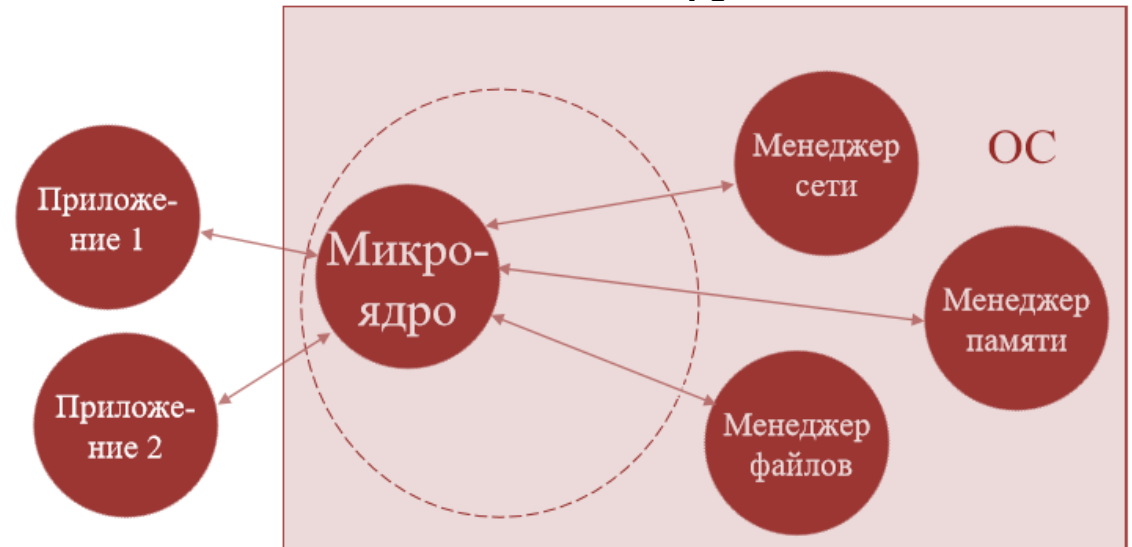 Приложе-
ние 1
Приложе-
ние 2
Микро-
ядро
Менеджер
сети
ОС
Менеджер
памяти
Менеджер
файлов